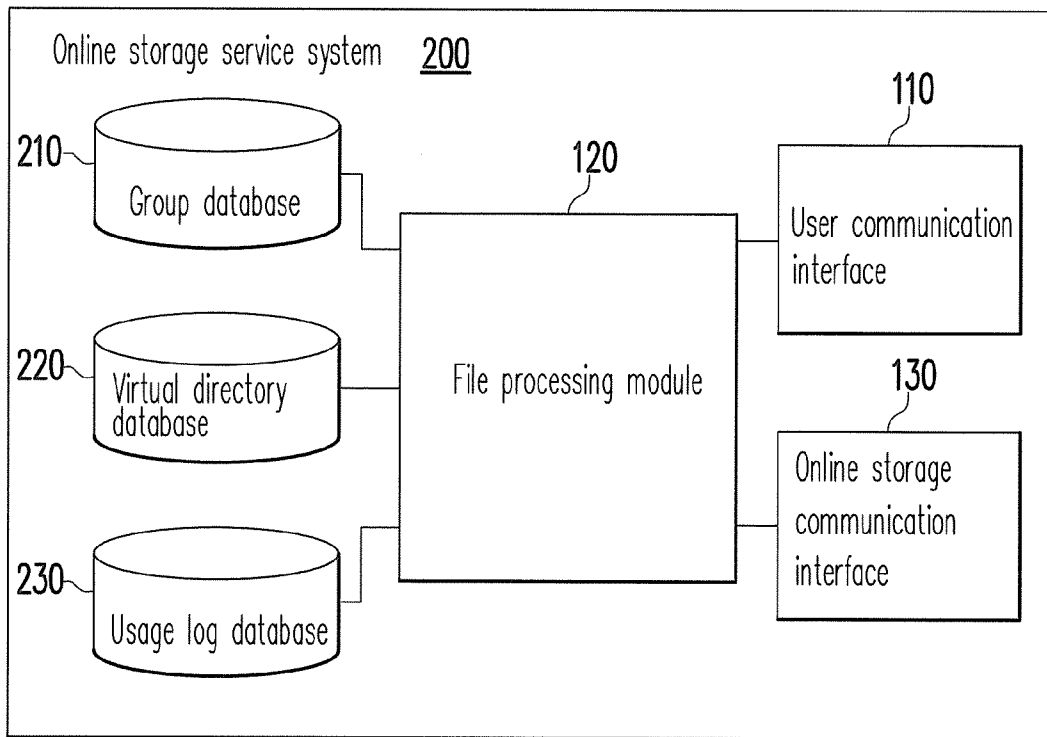 Online storage service system 200
210
Group database
220
Virtual directory
database
230
Usage log database
120
File processing module
110
User communication
interface
130
Online storage
communication
interface